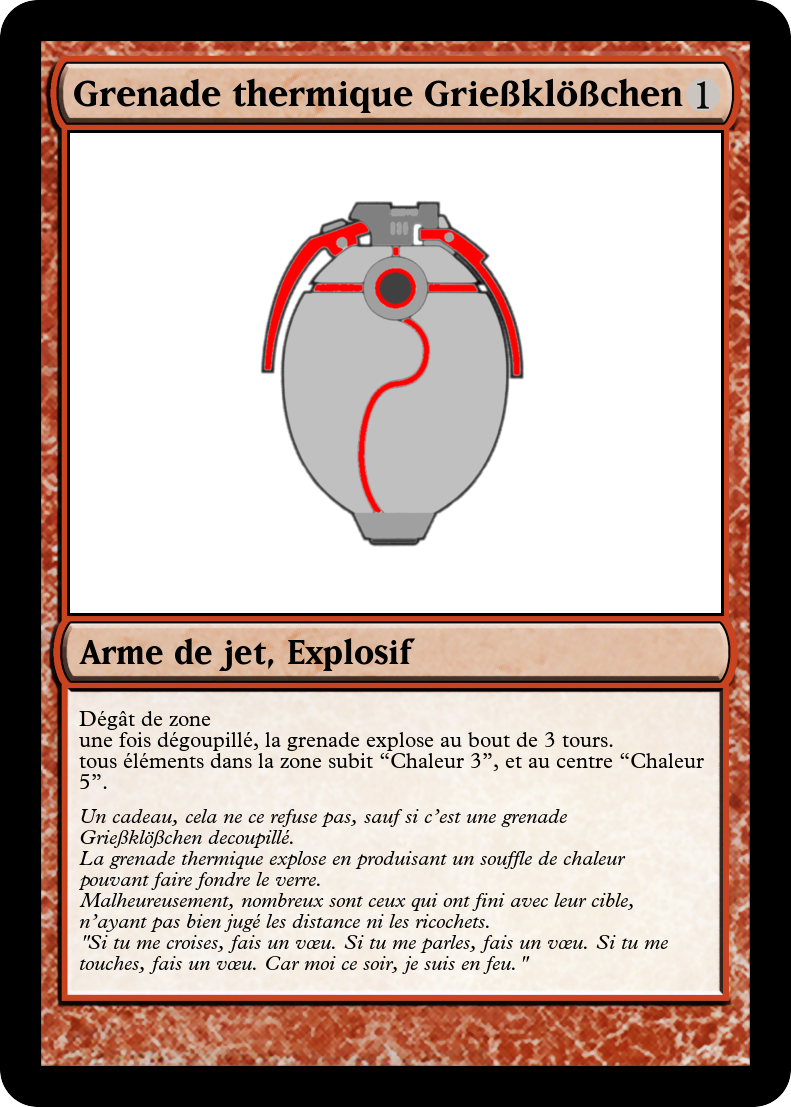 Grenade thermique Grießklößchen 1
Arme de jet, Explosif
Dégât de zone
une fois dégoupillé, la grenade explose au bout de 3 tours.
tous éléments dans la zone subit “Chaleur 3”, et au centre “Chaleur
5”.
Un cadeau, cela ne ce refuse pas, sauf si c’est une grenade
Grießklößchen decoupillé.
La grenade thermique explose en produisant un souffle de chaleur
pouvant faire fondre le verre.
Malheureusement, nombreux sont ceux qui ont fini avec leur cible,
n’ayant pas bien jugé les distance ni les ricochets.
"Si tu me croises, fais un vœu. Si tu me parles, fais un vœu. Si tu me
touches, fais un vœu. Car moi ce soir, je suis en feu. "